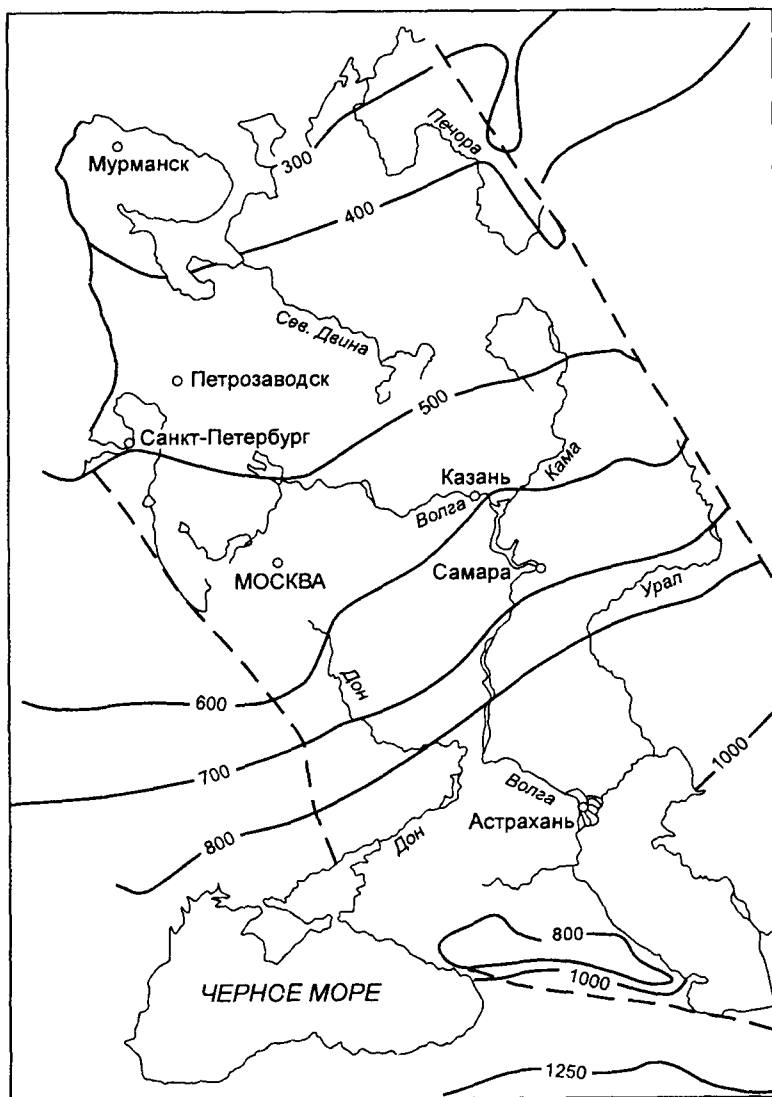 Печора
Мурманск
300
400
Сев. Двина
Петрозаводск
500
Санкт-Петербург
Казань
Кама
Волга
МОСКВА
Самара
Урал
Дон
600
700
1000
800
Волга
Астрахань
Дон
800
1000
ЧЕРНОЕ МОРЕ
1250